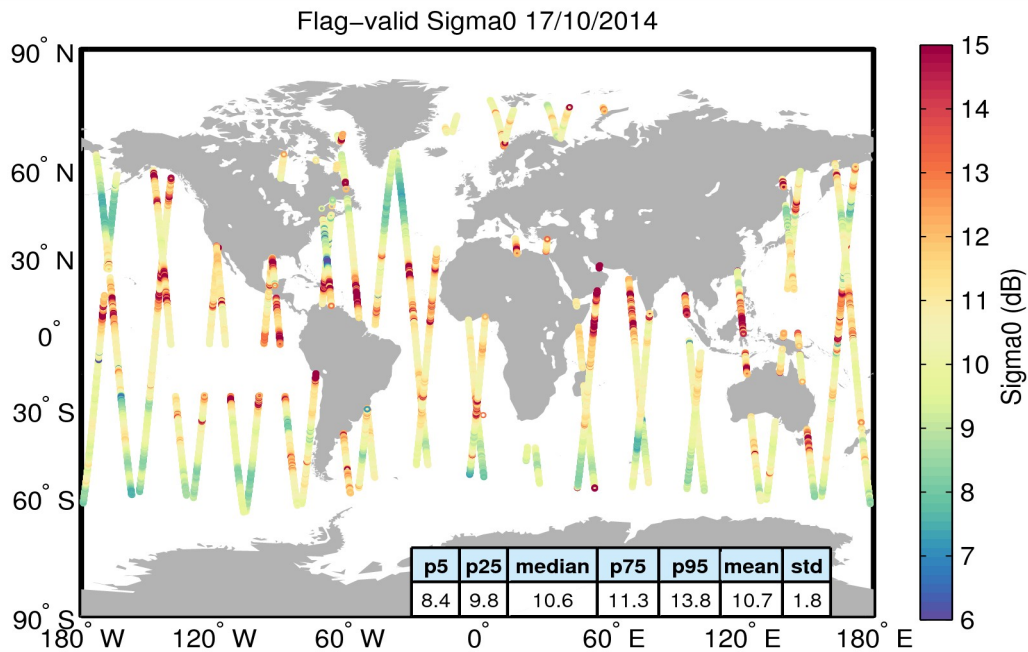 Flag−valid Sigma0 17/10/2014
90° N
60° N
30° N
0°
30° S
60° S
90° S
180° W
120° W
60° W
0°
60° E
120° E
180° E
p5 p25 median p75 p95 mean std
8.4 9.8 10.6 11.3 13.8 10.7 1.8
15
14
13
12
11
10
9
8
7
6
Sigma0 (dB)